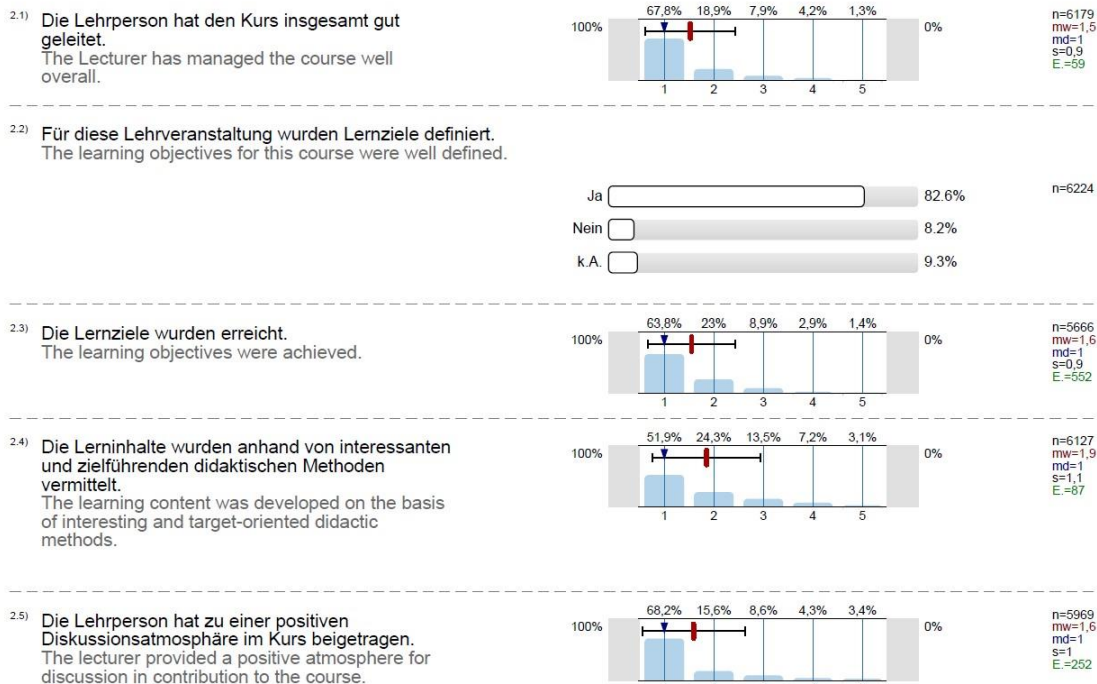 2.1) Die Lehrperson hat den Kurs insgesamt gut
geleitet.
The Lecturer has managed the course well
overall.
100%
67,8% 18,9% 7,9% 4,2% 1,3%
0%
1 2 3 4 5
n=6179
mw=1,5
md=1
s=0,9
E.=59
2.2) Für diese Lehrveranstaltung wurden Lernziele definiert.
The learning objectives for this course were well defined.
Ja 82.6%
Nein 8.2%
k.A. 9.3%
n=6224
2.3) Die Lernziele wurden erreicht.
The learning objectives were achieved.
100%
63,8% 23% 8,9% 2,9% 1,4%
0%
1 2 3 4 5
n=5666
mw=1,6
md=1
s=0,9
E.=552
2.4) Die Lerninhalte wurden anhand von interessanten
und zielführenden didaktischen Methoden
vermittelt.
The learning content was developed on the basis
of interesting and target-oriented didactic
methods.
100%
51,9% 24,3% 13,5% 7,2% 3,1%
0%
1 2 3 4 5
n=6127
mw=1,9
md=1
s=1,1
E.=87
2.5) Die Lehrperson hat zu einer positiven
Diskussionsatmosphäre im Kurs beigetragen.
The lecturer provided a positive atmosphere for
discussion in contribution to the course.
100%
68,2% 15,6% 8,6% 4,3% 3,4%
0%
n=5969
mw=1,6
md=1
s=1
E.=252